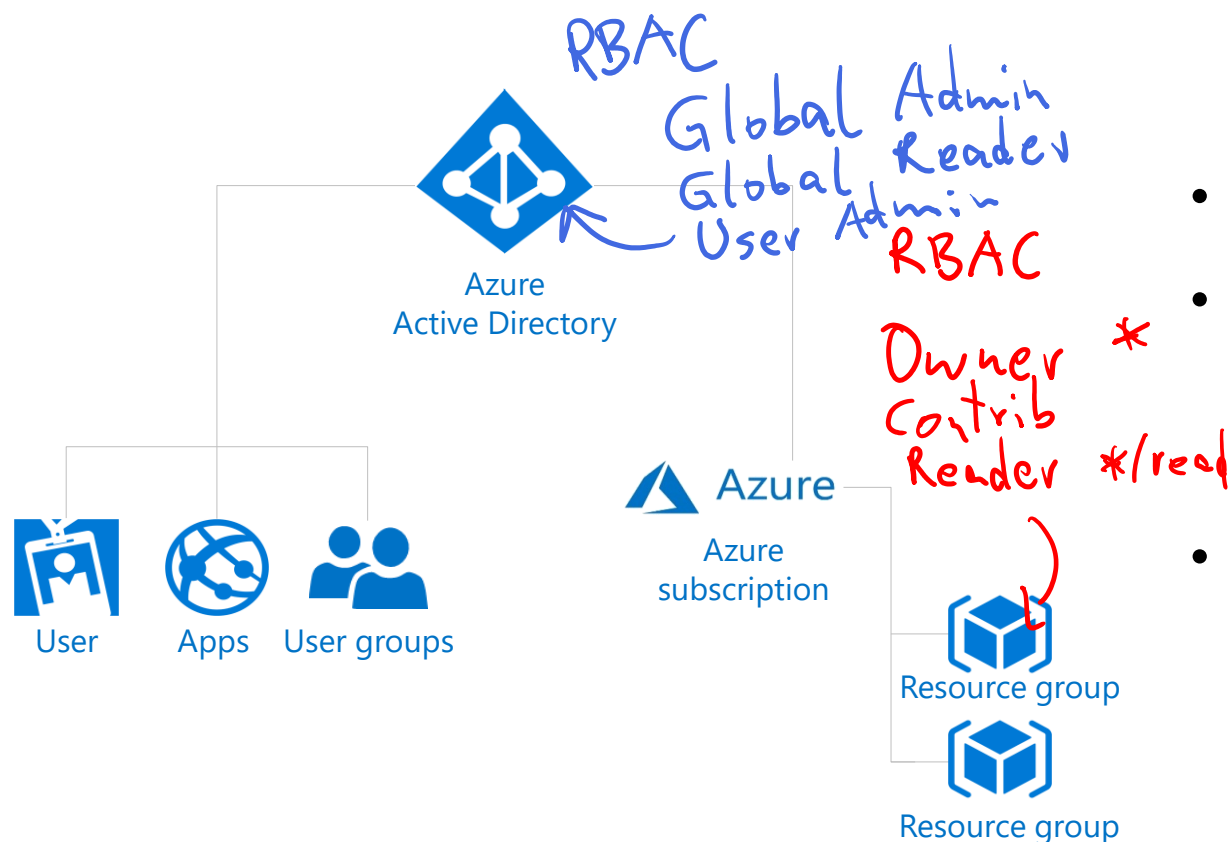 RBAC
Global Admin
Global Reader
User Admin
RBAC
Owner *
Contrib
Reader */read
Azure
Active Directory
Azure
Azure
subscription
User
Apps
User groups
Resource group
Resource group